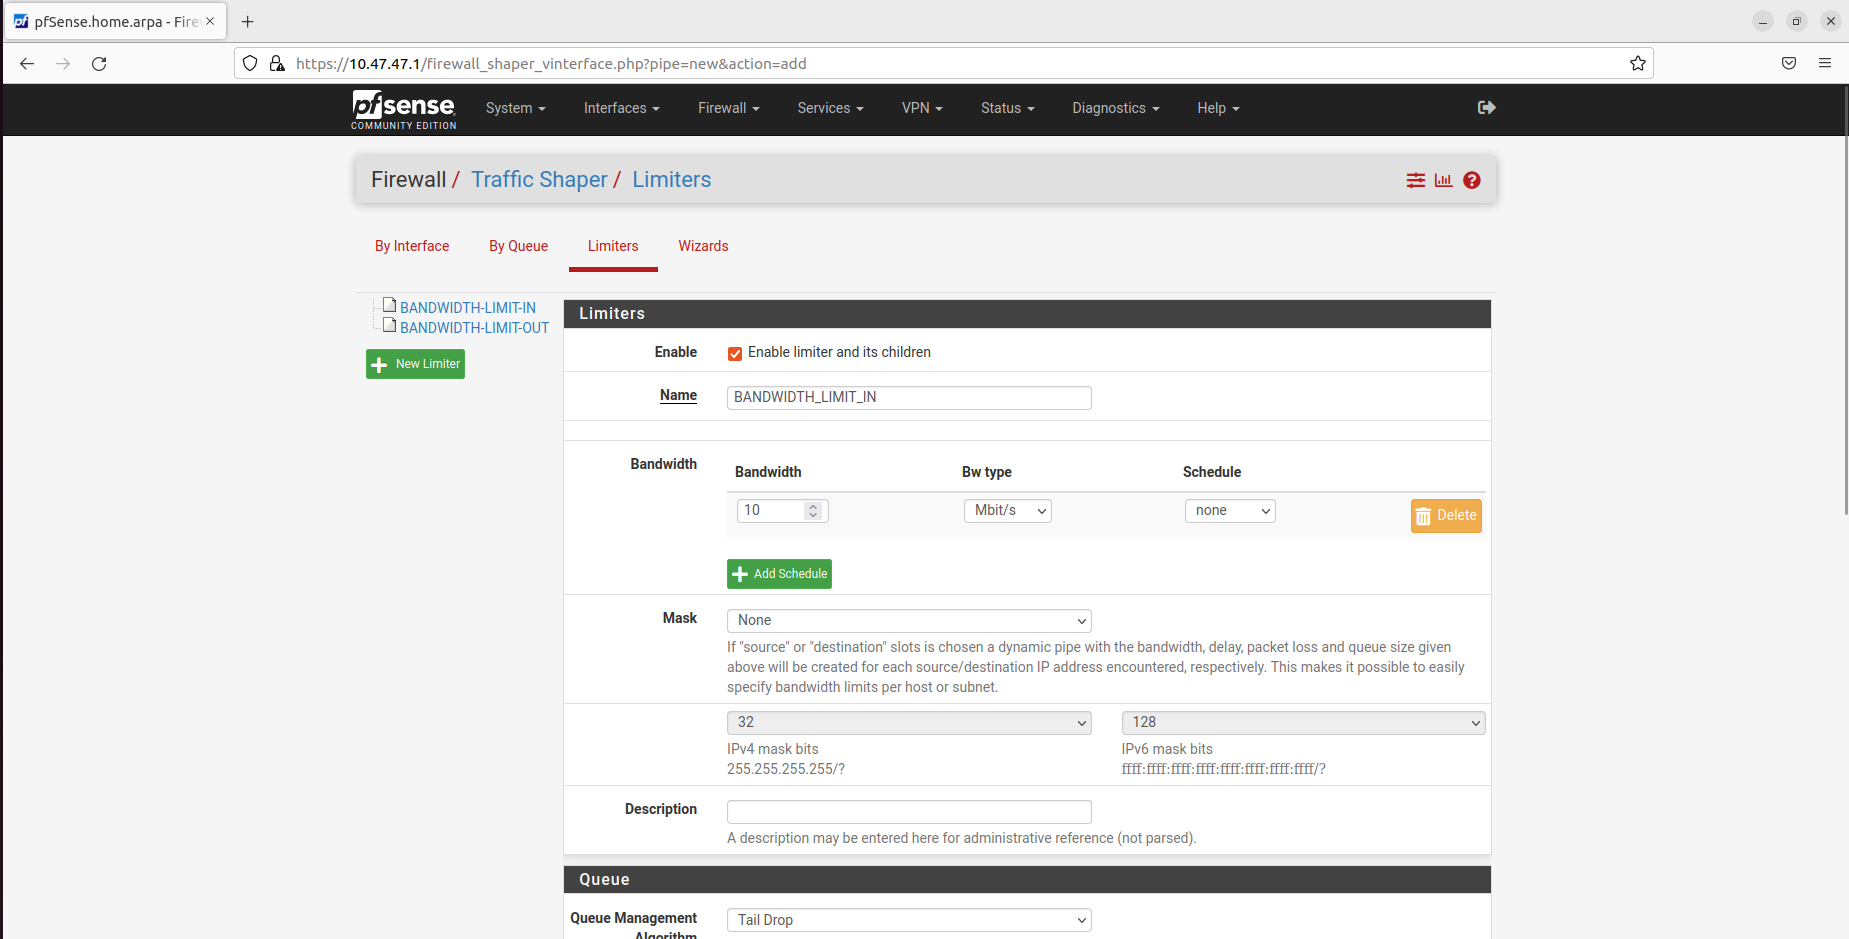 pfSense.home.arpa - Fire
https://10.47.47.1/firewall_shaper_vinterface.php?pipe=new&action=add
pfsense
COMMUNITY EDITION
System Interfaces Firewall Services VPN Status Diagnostics Help
Firewall / Traffic Shaper / Limiters
By Interface By Queue Limiters Wizards
BANDWIDTH-LIMIT-IN
BANDWIDTH-LIMIT-OUT
New Limiter
Limiters
Enable Enable limiter and its children
Name BANDWIDTH_LIMIT_IN
Bandwidth Bandwidth Bw type Schedule
10 Mbit/s none Delete
Add Schedule
Mask None
If "source" or "destination" slots is chosen a dynamic pipe with the bandwidth, delay, packet loss and queue size given
above will be created for each source/destination IP address encountered, respectively. This makes it possible to easily
specify bandwidth limits per host or subnet.
32 128
IPv4 mask bits IPv6 mask bits
255.255.255.255/? ffff:ffff:ffff:ffff:ffff:ffff:ffff:ffff/?
Description
A description may be entered here for administrative reference (not parsed).
Queue
Queue Management Tail Drop
Algorithm